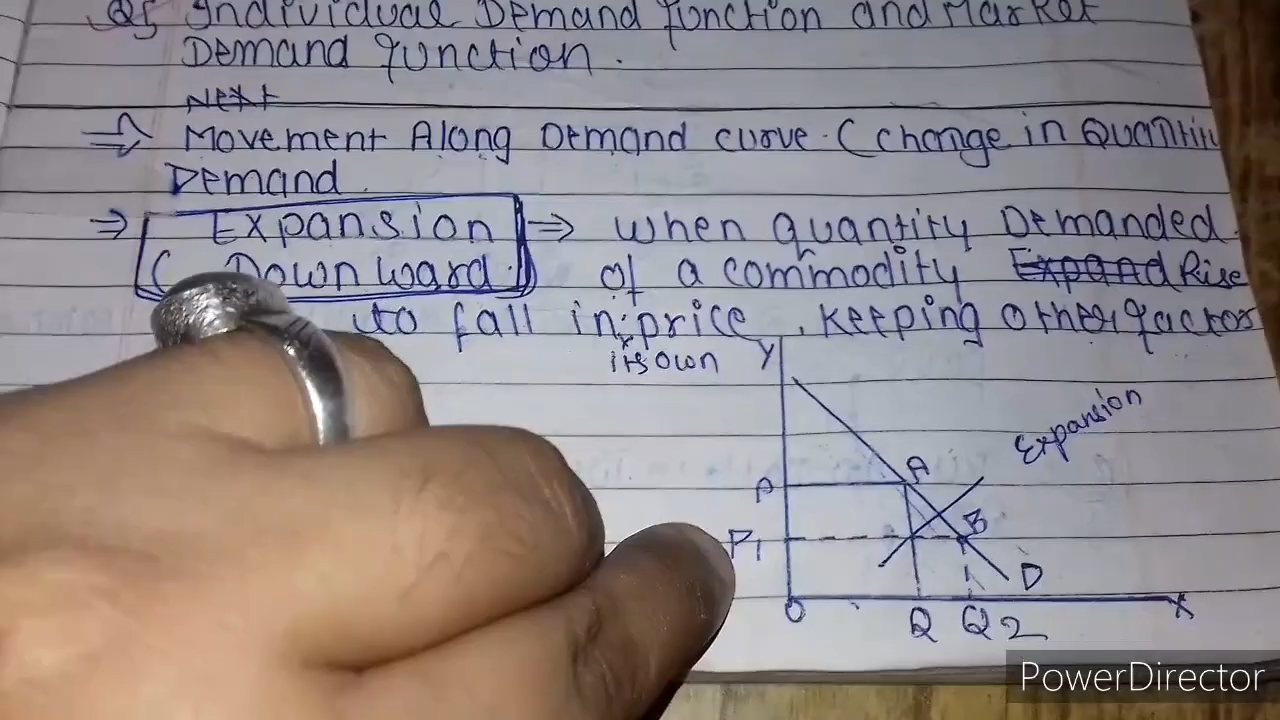 Q5 Individual Demand function and Market
Demand function.
Next
⇒ Movement Along Demand curve. ( change in Quantity
Demand
⇒ Expansion ⇒ when quantity Demanded
( Downward ) of a commodity Expand Rise
to fall in price , keeping other factor
its own
Y
Expansion
A
P
B
P1
D
O
X
Q Q2
PowerDirector